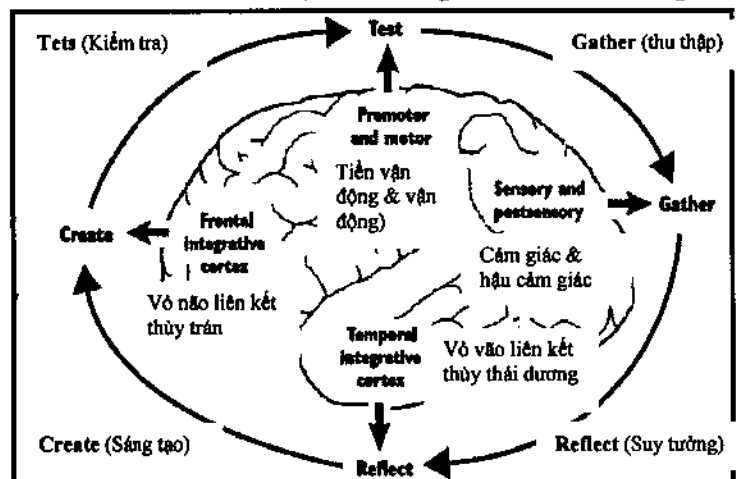 Test
Tets (Kiểm tra)
Gather (thu thập)
Premotor
and motor
Tiền vận
động & vận
động)
Sensory and
postsensory
Gather
Create
Frontal
integrative
cortex
Cảm giác &
hậu cảm giác
Vỏ não liên kết
thùy trán
Temporal
integrative
cortex
Vỏ vão liên kết
thùy thái dương
Create (Sáng tạo)
Reflect (Suy tưởng)
Reflect